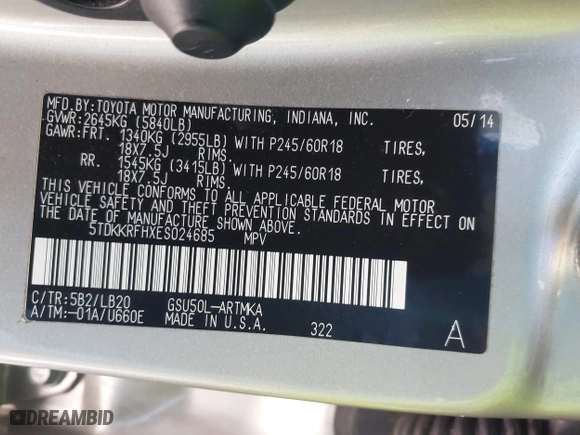 MFD.BY:TOYOTA MOTOR MANUFACTURING, INDIANA, INC. 05/14
GVWR:2645KG (5840LB)
GAWR:FRT. 1340KG (2955LB) WITH P245/60R18 TIRES,
18X7.5J RIMS.
RR. 1545KG (3415LB) WITH P245/60R18 TIRES,
18X7.5J RIMS.
THIS VEHICLE CONFORMS TO ALL APPLICABLE FEDERAL MOTOR
VEHICLE SAFETY AND THEFT PREVENTION STANDARDS IN EFFECT ON
THE DATE OF MANUFACTURE SHOWN ABOVE.
5TDKKRFHXES024685 MPV
C/TR:5B2/LB20 GSU50L-ARTMKA
A/TM:-01A/U660E MADE IN U.S.A. 322 A
DREAMBID